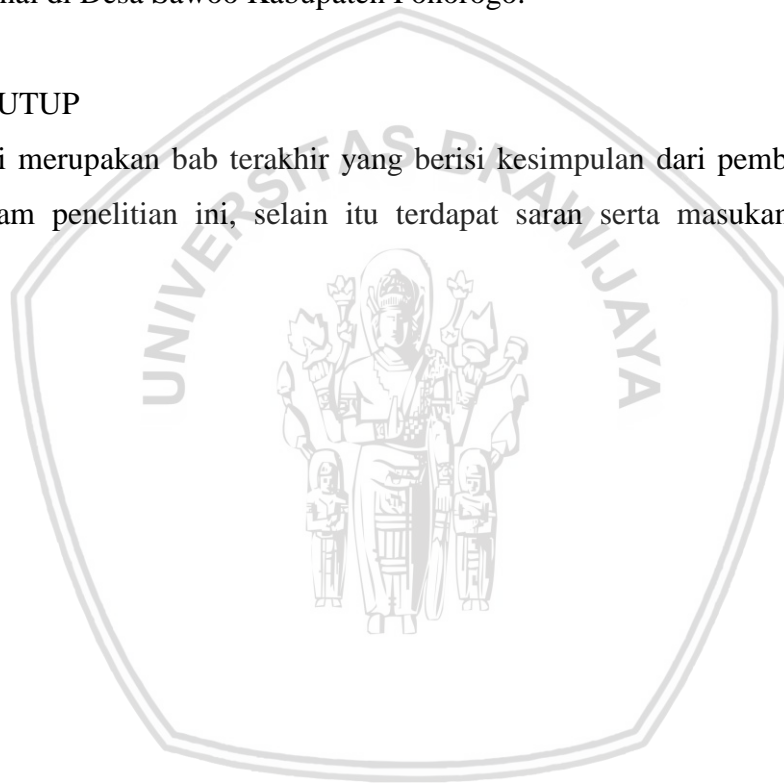 di Desa Sawoo Kabupaten Ponorogo.
UTUP
i merupakan bab terakhir yang berisi kesimpulan dari pemb
am penelitian ini, selain itu terdapat saran serta masukan
UNIVERSITAS BRAWIJAYA